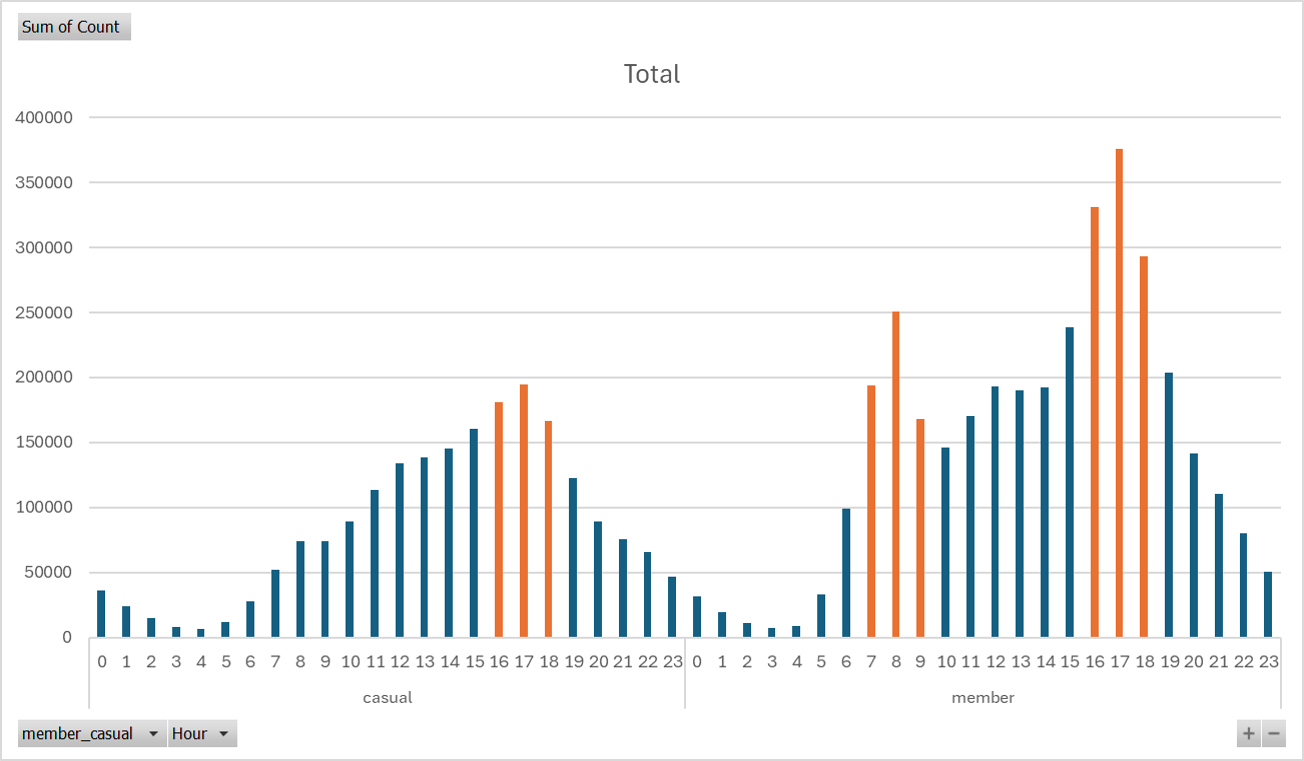 Sum of Count
Total
400000
350000
300000
250000
200000
150000
100000
50000
0
0 1 2 3 4 5 6 7 8 9 10 11 12 13 14 15 16 17 18 19 20 21 22 23 0 1 2 3 4 5 6 7 8 9 10 11 12 13 14 15 16 17 18 19 20 21 22 23
casual member
member_casual Hour + −